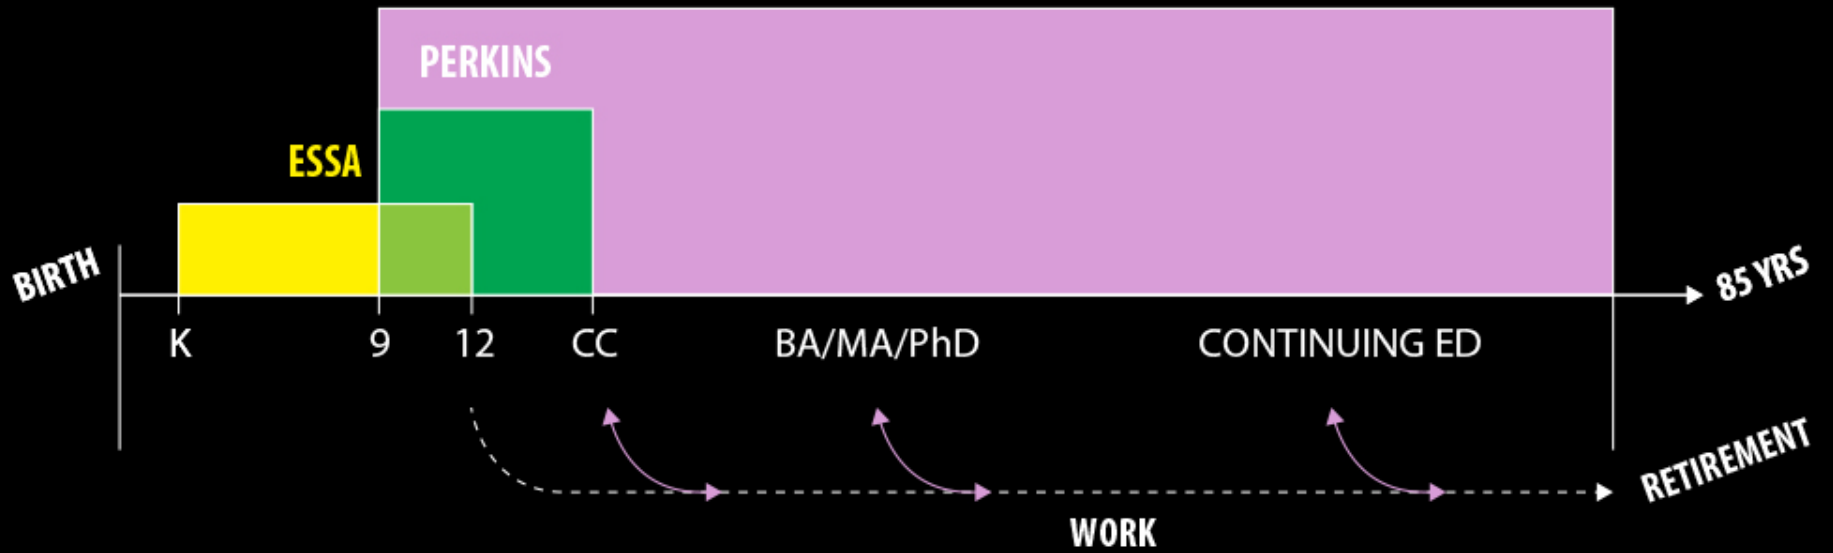 PERKINS
ESSA
BIRTH
85 YRS
K 9 12 CC BA/MA/PhD CONTINUING ED
RETIREMENT
WORK